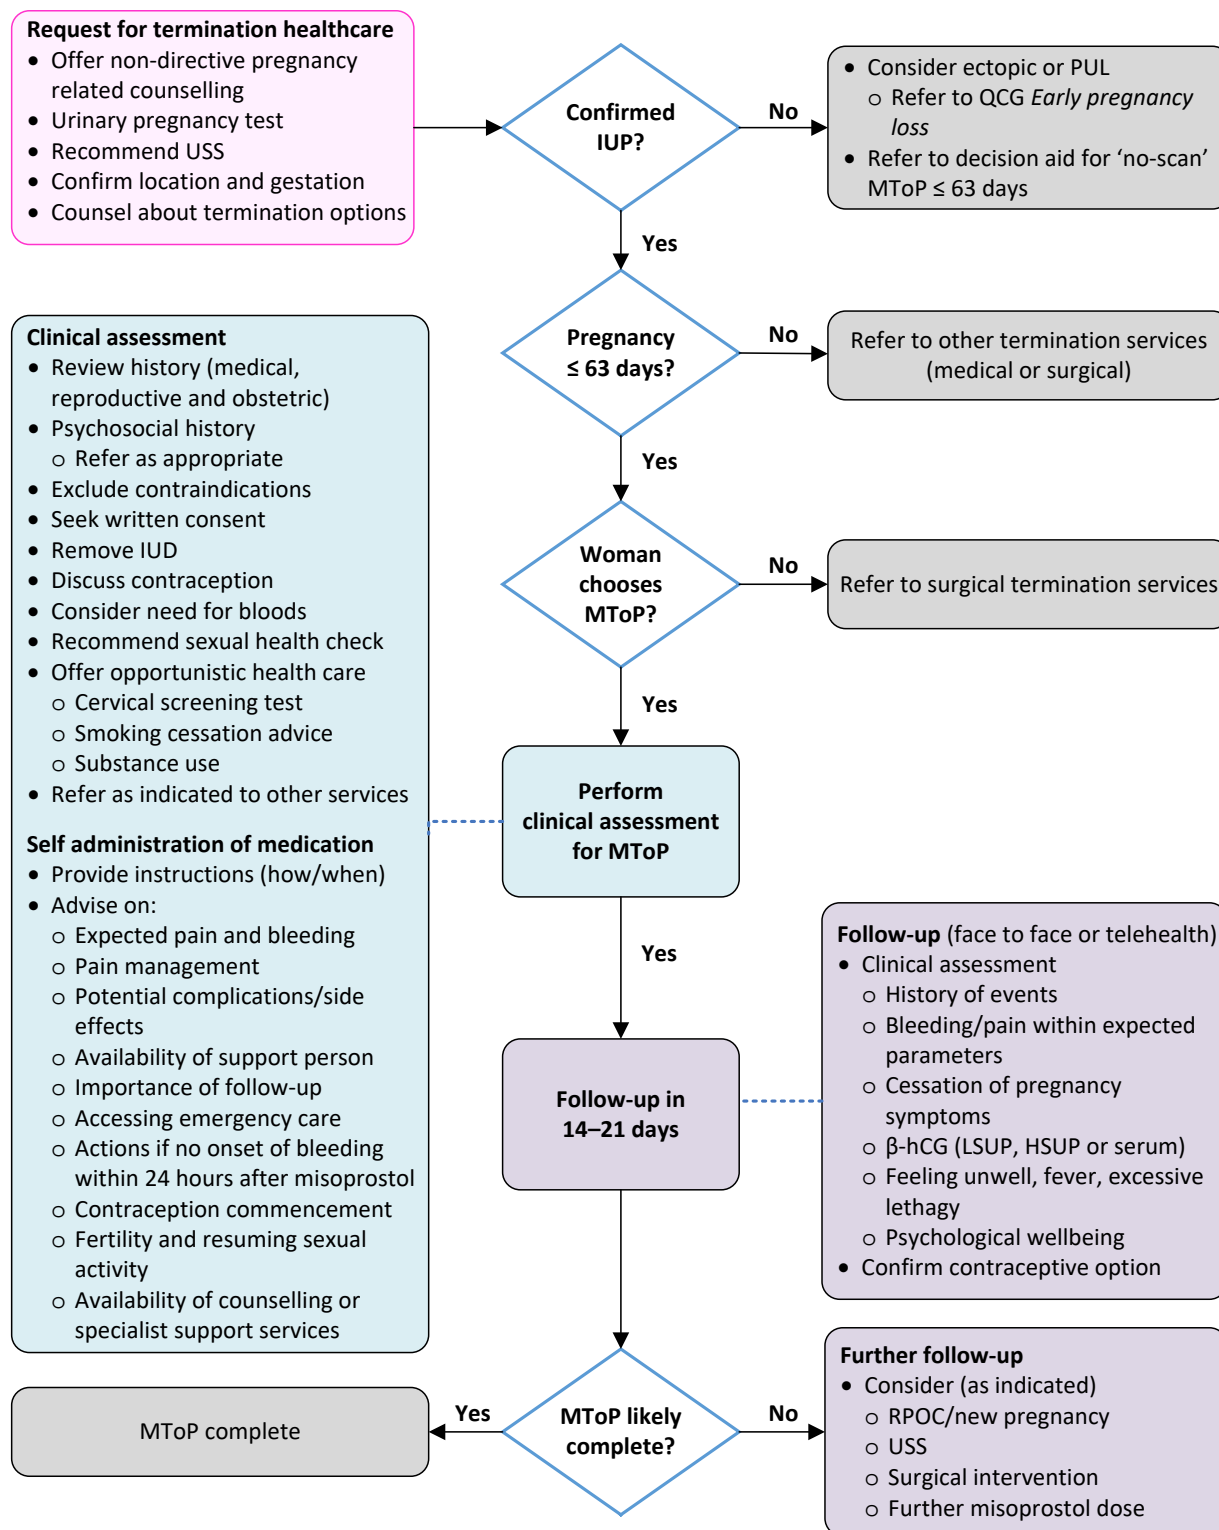 Request for termination healthcare
• Offer non-directive pregnancy
related counselling
• Urinary pregnancy test
• Recommend USS
• Confirm location and gestation
• Counsel about termination options
Confirmed
IUP?
No
• Consider ectopic or PUL
o Refer to QCG Early pregnancy
loss
• Refer to decision aid for ‘no-scan’
MToP ≤ 63 days
Yes
Pregnancy
≤ 63 days?
No
Refer to other termination services
(medical or surgical)
Yes
Woman
chooses
MToP?
No
Refer to surgical termination services
Yes
Perform
clinical assessment
for MToP
Clinical assessment
• Review history (medical,
reproductive and obstetric)
• Psychosocial history
o Refer as appropriate
• Exclude contraindications
• Seek written consent
• Remove IUD
• Discuss contraception
• Consider need for bloods
• Recommend sexual health check
• Offer opportunistic health care
o Cervical screening test
o Smoking cessation advice
o Substance use
• Refer as indicated to other services
Self administration of medication
• Provide instructions (how/when)
• Advise on:
o Expected pain and bleeding
o Pain management
o Potential complications/side
effects
o Availability of support person
o Importance of follow-up
o Accessing emergency care
o Actions if no onset of bleeding
within 24 hours after misoprostol
o Contraception commencement
o Fertility and resuming sexual
activity
o Availability of counselling or
specialist support services
Yes
Follow-up in
14–21 days
Follow-up (face to face or telehealth)
• Clinical assessment
o History of events
o Bleeding/pain within expected
parameters
o Cessation of pregnancy
symptoms
o β-hCG (LSUP, HSUP or serum)
o Feeling unwell, fever, excessive
lethagy
o Psychological wellbeing
• Confirm contraceptive option
MToP likely
complete?
Yes
MToP complete
No
Further follow-up
• Consider (as indicated)
o RPOC/new pregnancy
o USS
o Surgical intervention
o Further misoprostol dose